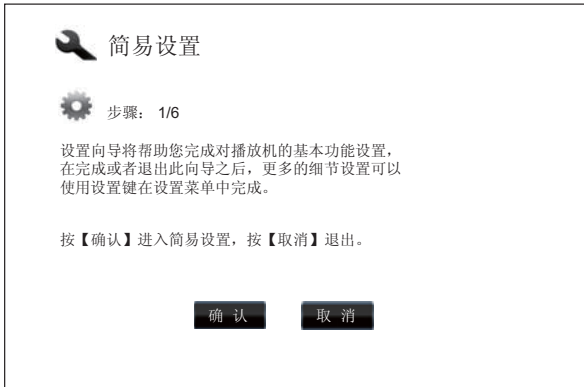 简易设置
步骤： 1/6
设置向导将帮助您完成对播放机的基本功能设置，
在完成或者退出此向导之后，更多的细节设置可以
使用设置键在设置菜单中完成。
按【确认】进入简易设置，按【取消】退出。
确 认 取 消